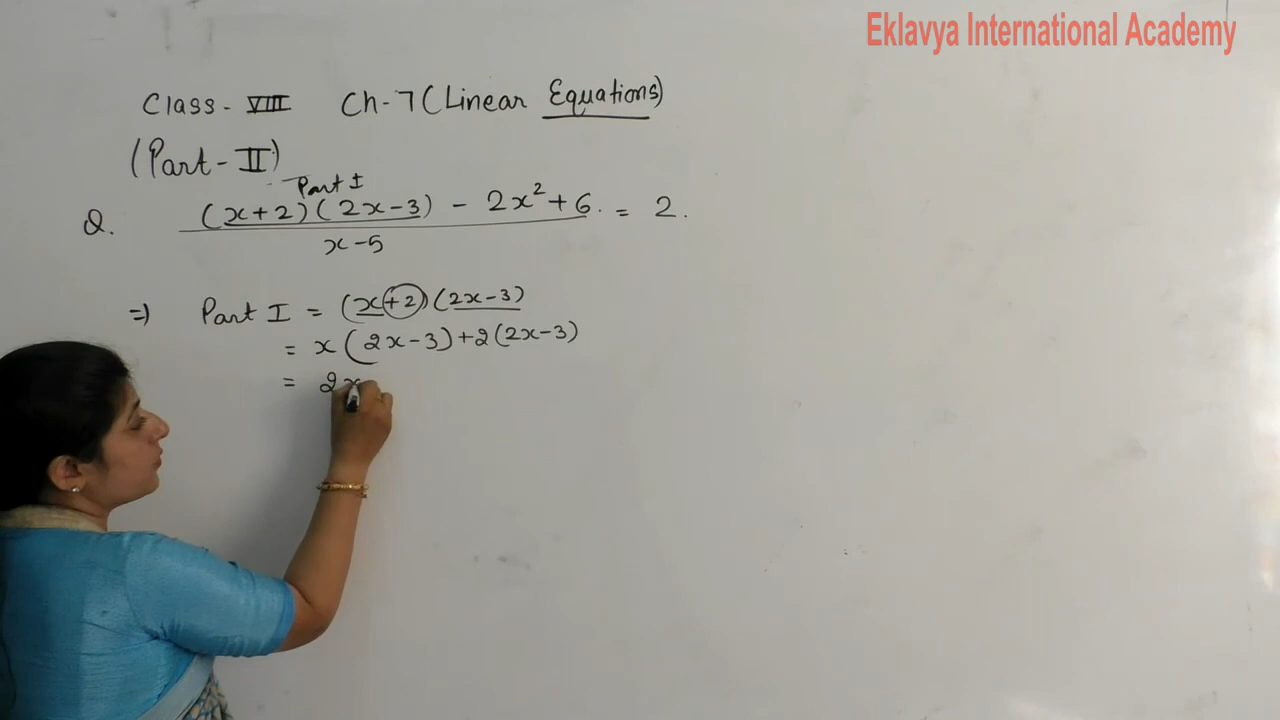 Eklavya International Academy
Class - VIII Ch-7 (Linear Equations)
(Part - II)
Part I
Q. (x+2)(2x-3) - 2x² + 6 = 2.
x-5
=) Part I = (x+2)(2x-3)
= x(2x-3)+2(2x-3)
= 2x